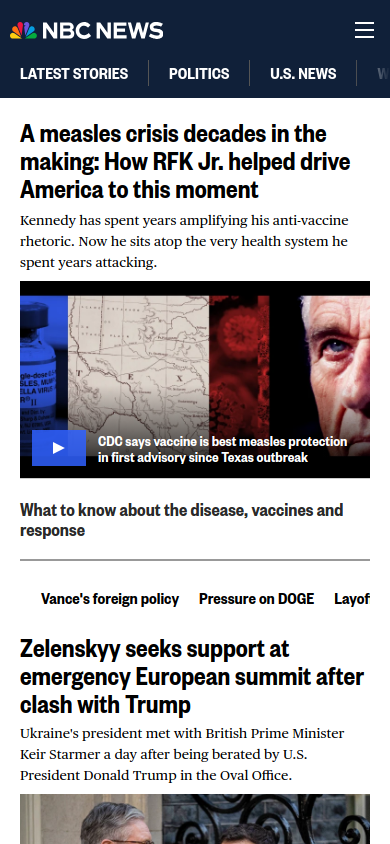 NBC NEWS
LATEST STORIES
POLITICS
U.S. NEWS
A measles crisis decades in the
making: How RFK Jr. helped drive
America to this moment
Kennedy has spent years amplifying his anti-vaccine
rhetoric. Now he sits atop the very health system he
spent years attacking.
T E X
CDC says vaccine is best measles protection
in first advisory since Texas outbreak
What to know about the disease, vaccines and
response
Vance's foreign policy
Pressure on DOGE
Layof
Zelenskyy seeks support at
emergency European summit after
clash with Trump
Ukraine's president met with British Prime Minister
Keir Starmer a day after being berated by U.S.
President Donald Trump in the Oval Office.